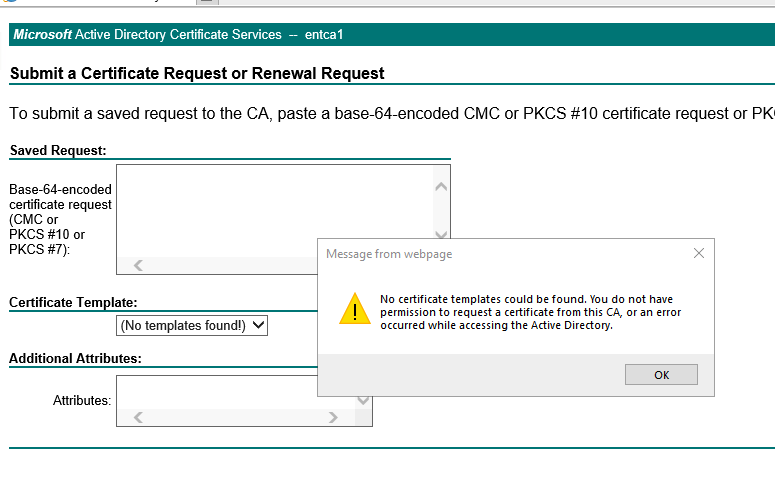 Microsoft Active Directory Certificate Services -- entca1
Submit a Certificate Request or Renewal Request
To submit a saved request to the CA, paste a base-64-encoded CMC or PKCS #10 certificate request or PK
Saved Request:
Base-64-encoded
certificate request
(CMC or
PKCS #10 or
PKCS #7):
Message from webpage
No certificate templates could be found. You do not have
permission to request a certificate from this CA, or an error
occurred while accessing the Active Directory.
OK
Certificate Template:
(No templates found!)
Additional Attributes:
Attributes: